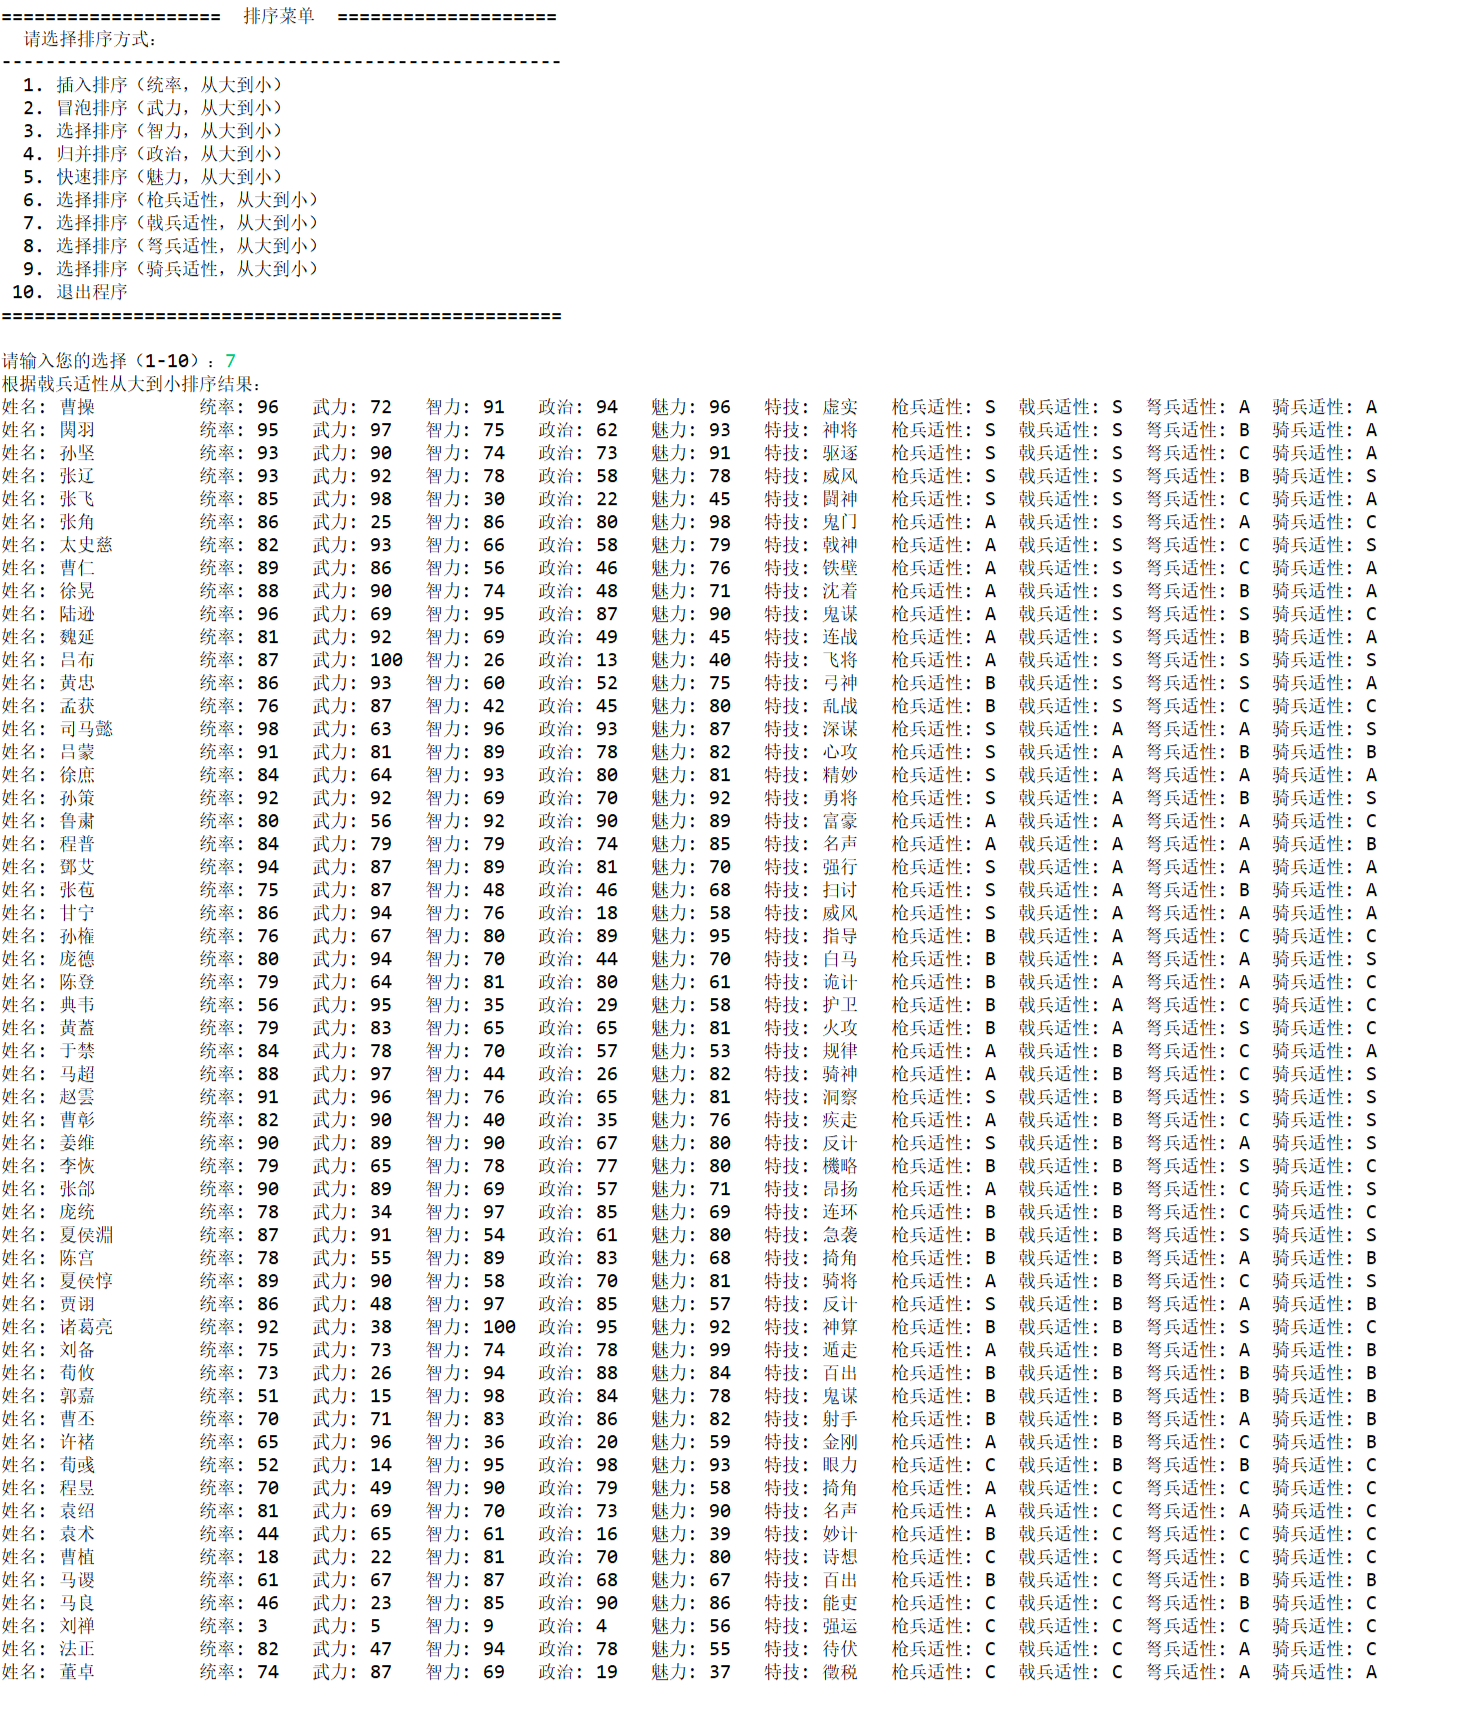 ==================== 排序菜单 ====================
请选择排序方式：
---------------------------------------------------
1. 插入排序（统率，从大到小）
2. 冒泡排序（武力，从大到小）
3. 选择排序（智力，从大到小）
4. 归并排序（政治，从大到小）
5. 快速排序（魅力，从大到小）
6. 选择排序（枪兵适性，从大到小）
7. 选择排序（戟兵适性，从大到小）
8. 选择排序（弩兵适性，从大到小）
9. 选择排序（骑兵适性，从大到小）
10. 退出程序
===================================================
请输入您的选择（1-10）：7
根据戟兵适性从大到小排序结果：
姓名: 曹操 统率: 96 武力: 72 智力: 91 政治: 94 魅力: 96 特技: 虚实 枪兵适性: S 戟兵适性: S 弩兵适性: A 骑兵适性: A
姓名: 関羽 统率: 95 武力: 97 智力: 75 政治: 62 魅力: 93 特技: 神将 枪兵适性: S 戟兵适性: S 弩兵适性: B 骑兵适性: A
姓名: 孙坚 统率: 93 武力: 90 智力: 74 政治: 73 魅力: 91 特技: 驱逐 枪兵适性: S 戟兵适性: S 弩兵适性: C 骑兵适性: A
姓名: 张辽 统率: 93 武力: 92 智力: 78 政治: 58 魅力: 78 特技: 威风 枪兵适性: S 戟兵适性: S 弩兵适性: B 骑兵适性: S
姓名: 张飞 统率: 85 武力: 98 智力: 30 政治: 22 魅力: 45 特技: 闘神 枪兵适性: S 戟兵适性: S 弩兵适性: C 骑兵适性: A
姓名: 张角 统率: 86 武力: 25 智力: 86 政治: 80 魅力: 98 特技: 鬼门 枪兵适性: A 戟兵适性: S 弩兵适性: A 骑兵适性: C
姓名: 太史慈 统率: 82 武力: 93 智力: 66 政治: 58 魅力: 79 特技: 戟神 枪兵适性: A 戟兵适性: S 弩兵适性: C 骑兵适性: S
姓名: 曹仁 统率: 89 武力: 86 智力: 56 政治: 46 魅力: 76 特技: 铁壁 枪兵适性: A 戟兵适性: S 弩兵适性: C 骑兵适性: A
姓名: 徐晃 统率: 88 武力: 90 智力: 74 政治: 48 魅力: 71 特技: 沈着 枪兵适性: A 戟兵适性: S 弩兵适性: B 骑兵适性: A
姓名: 陆逊 统率: 96 武力: 69 智力: 95 政治: 87 魅力: 90 特技: 鬼谋 枪兵适性: A 戟兵适性: S 弩兵适性: S 骑兵适性: C
姓名: 魏延 统率: 81 武力: 92 智力: 69 政治: 49 魅力: 45 特技: 连战 枪兵适性: A 戟兵适性: S 弩兵适性: B 骑兵适性: A
姓名: 吕布 统率: 87 武力: 100 智力: 26 政治: 13 魅力: 40 特技: 飞将 枪兵适性: A 戟兵适性: S 弩兵适性: S 骑兵适性: S
姓名: 黄忠 统率: 86 武力: 93 智力: 60 政治: 52 魅力: 75 特技: 弓神 枪兵适性: B 戟兵适性: S 弩兵适性: S 骑兵适性: A
姓名: 孟获 统率: 76 武力: 87 智力: 42 政治: 45 魅力: 80 特技: 乱战 枪兵适性: B 戟兵适性: S 弩兵适性: C 骑兵适性: C
姓名: 司马懿 统率: 98 武力: 63 智力: 96 政治: 93 魅力: 87 特技: 深谋 枪兵适性: S 戟兵适性: A 弩兵适性: A 骑兵适性: S
姓名: 吕蒙 统率: 91 武力: 81 智力: 89 政治: 78 魅力: 82 特技: 心攻 枪兵适性: S 戟兵适性: A 弩兵适性: B 骑兵适性: B
姓名: 徐庶 统率: 84 武力: 64 智力: 93 政治: 80 魅力: 81 特技: 精妙 枪兵适性: S 戟兵适性: A 弩兵适性: A 骑兵适性: A
姓名: 孙策 统率: 92 武力: 92 智力: 69 政治: 70 魅力: 92 特技: 勇将 枪兵适性: S 戟兵适性: A 弩兵适性: B 骑兵适性: S
姓名: 鲁肃 统率: 80 武力: 56 智力: 92 政治: 90 魅力: 89 特技: 富豪 枪兵适性: A 戟兵适性: A 弩兵适性: A 骑兵适性: C
姓名: 程普 统率: 84 武力: 79 智力: 79 政治: 74 魅力: 85 特技: 名声 枪兵适性: A 戟兵适性: A 弩兵适性: A 骑兵适性: B
姓名: 鄧艾 统率: 94 武力: 87 智力: 89 政治: 81 魅力: 70 特技: 强行 枪兵适性: S 戟兵适性: A 弩兵适性: A 骑兵适性: A
姓名: 张苞 统率: 75 武力: 87 智力: 48 政治: 46 魅力: 68 特技: 扫讨 枪兵适性: S 戟兵适性: A 弩兵适性: B 骑兵适性: A
姓名: 甘宁 统率: 86 武力: 94 智力: 76 政治: 18 魅力: 58 特技: 威风 枪兵适性: S 戟兵适性: A 弩兵适性: A 骑兵适性: A
姓名: 孙権 统率: 76 武力: 67 智力: 80 政治: 89 魅力: 95 特技: 指导 枪兵适性: B 戟兵适性: A 弩兵适性: C 骑兵适性: C
姓名: 庞德 统率: 80 武力: 94 智力: 70 政治: 44 魅力: 70 特技: 白马 枪兵适性: B 戟兵适性: A 弩兵适性: A 骑兵适性: S
姓名: 陈登 统率: 79 武力: 64 智力: 81 政治: 80 魅力: 61 特技: 诡计 枪兵适性: B 戟兵适性: A 弩兵适性: A 骑兵适性: C
姓名: 典韦 统率: 56 武力: 95 智力: 35 政治: 29 魅力: 58 特技: 护卫 枪兵适性: B 戟兵适性: A 弩兵适性: C 骑兵适性: C
姓名: 黄蓋 统率: 79 武力: 83 智力: 65 政治: 65 魅力: 81 特技: 火攻 枪兵适性: B 戟兵适性: A 弩兵适性: S 骑兵适性: C
姓名: 于禁 统率: 84 武力: 78 智力: 70 政治: 57 魅力: 53 特技: 规律 枪兵适性: A 戟兵适性: B 弩兵适性: C 骑兵适性: A
姓名: 马超 统率: 88 武力: 97 智力: 44 政治: 26 魅力: 82 特技: 骑神 枪兵适性: A 戟兵适性: B 弩兵适性: C 骑兵适性: S
姓名: 赵雲 统率: 91 武力: 96 智力: 76 政治: 65 魅力: 81 特技: 洞察 枪兵适性: S 戟兵适性: B 弩兵适性: S 骑兵适性: S
姓名: 曹彰 统率: 82 武力: 90 智力: 40 政治: 35 魅力: 76 特技: 疾走 枪兵适性: A 戟兵适性: B 弩兵适性: C 骑兵适性: S
姓名: 姜维 统率: 90 武力: 89 智力: 90 政治: 67 魅力: 80 特技: 反计 枪兵适性: S 戟兵适性: B 弩兵适性: A 骑兵适性: S
姓名: 李恢 统率: 79 武力: 65 智力: 78 政治: 77 魅力: 80 特技: 機略 枪兵适性: B 戟兵适性: B 弩兵适性: S 骑兵适性: C
姓名: 张郃 统率: 90 武力: 89 智力: 69 政治: 57 魅力: 71 特技: 昂扬 枪兵适性: A 戟兵适性: B 弩兵适性: C 骑兵适性: S
姓名: 庞统 统率: 78 武力: 34 智力: 97 政治: 85 魅力: 69 特技: 连环 枪兵适性: B 戟兵适性: B 弩兵适性: C 骑兵适性: C
姓名: 夏侯淵 统率: 87 武力: 91 智力: 54 政治: 61 魅力: 80 特技: 急袭 枪兵适性: B 戟兵适性: B 弩兵适性: S 骑兵适性: S
姓名: 陈宫 统率: 78 武力: 55 智力: 89 政治: 83 魅力: 68 特技: 掎角 枪兵适性: B 戟兵适性: B 弩兵适性: A 骑兵适性: B
姓名: 夏侯惇 统率: 89 武力: 90 智力: 58 政治: 70 魅力: 81 特技: 骑将 枪兵适性: A 戟兵适性: B 弩兵适性: C 骑兵适性: S
姓名: 贾诩 统率: 86 武力: 48 智力: 97 政治: 85 魅力: 57 特技: 反计 枪兵适性: S 戟兵适性: B 弩兵适性: A 骑兵适性: B
姓名: 诸葛亮 统率: 92 武力: 38 智力: 100 政治: 95 魅力: 92 特技: 神算 枪兵适性: B 戟兵适性: B 弩兵适性: S 骑兵适性: C
姓名: 刘备 统率: 75 武力: 73 智力: 74 政治: 78 魅力: 99 特技: 遁走 枪兵适性: A 戟兵适性: B 弩兵适性: A 骑兵适性: B
姓名: 荀攸 统率: 73 武力: 26 智力: 94 政治: 88 魅力: 84 特技: 百出 枪兵适性: B 戟兵适性: B 弩兵适性: B 骑兵适性: B
姓名: 郭嘉 统率: 51 武力: 15 智力: 98 政治: 84 魅力: 78 特技: 鬼谋 枪兵适性: B 戟兵适性: B 弩兵适性: B 骑兵适性: B
姓名: 曹丕 统率: 70 武力: 71 智力: 83 政治: 86 魅力: 82 特技: 射手 枪兵适性: B 戟兵适性: B 弩兵适性: A 骑兵适性: B
姓名: 许褚 统率: 65 武力: 96 智力: 36 政治: 20 魅力: 59 特技: 金刚 枪兵适性: A 戟兵适性: B 弩兵适性: C 骑兵适性: B
姓名: 荀彧 统率: 52 武力: 14 智力: 95 政治: 98 魅力: 93 特技: 眼力 枪兵适性: C 戟兵适性: B 弩兵适性: B 骑兵适性: C
姓名: 程昱 统率: 70 武力: 49 智力: 90 政治: 79 魅力: 58 特技: 掎角 枪兵适性: A 戟兵适性: C 弩兵适性: C 骑兵适性: C
姓名: 袁绍 统率: 81 武力: 69 智力: 70 政治: 73 魅力: 90 特技: 名声 枪兵适性: A 戟兵适性: C 弩兵适性: A 骑兵适性: C
姓名: 袁术 统率: 44 武力: 65 智力: 61 政治: 16 魅力: 39 特技: 妙计 枪兵适性: B 戟兵适性: C 弩兵适性: C 骑兵适性: C
姓名: 曹植 统率: 18 武力: 22 智力: 81 政治: 70 魅力: 80 特技: 诗想 枪兵适性: C 戟兵适性: C 弩兵适性: C 骑兵适性: C
姓名: 马谡 统率: 61 武力: 67 智力: 87 政治: 68 魅力: 67 特技: 百出 枪兵适性: B 戟兵适性: C 弩兵适性: B 骑兵适性: B
姓名: 马良 统率: 46 武力: 23 智力: 85 政治: 90 魅力: 86 特技: 能吏 枪兵适性: C 戟兵适性: C 弩兵适性: B 骑兵适性: C
姓名: 刘禅 统率: 3 武力: 5 智力: 9 政治: 4 魅力: 56 特技: 强运 枪兵适性: C 戟兵适性: C 弩兵适性: C 骑兵适性: C
姓名: 法正 统率: 82 武力: 47 智力: 94 政治: 78 魅力: 55 特技: 待伏 枪兵适性: C 戟兵适性: C 弩兵适性: A 骑兵适性: C
姓名: 董卓 统率: 74 武力: 87 智力: 69 政治: 19 魅力: 37 特技: 徴税 枪兵适性: C 戟兵适性: C 弩兵适性: A 骑兵适性: A